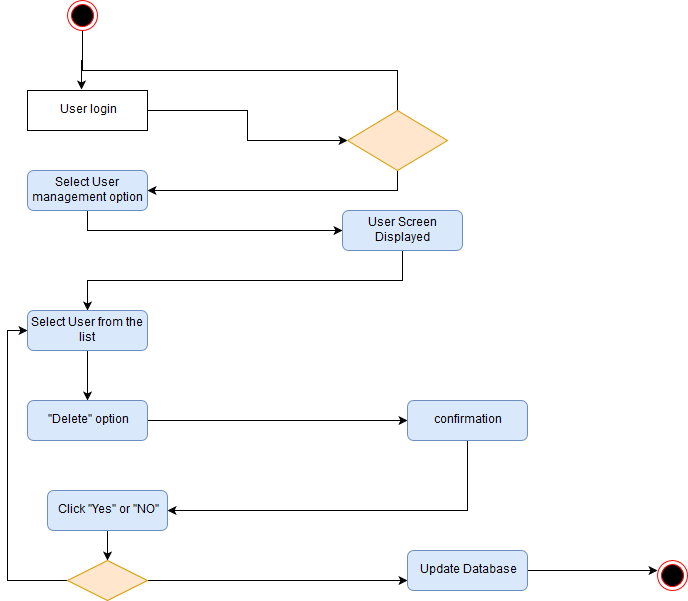 User login
Select User
management option
User Screen
Displayed
Select User from the
list
"Delete" option
confirmation
Click "Yes" or "NO"
Update Database